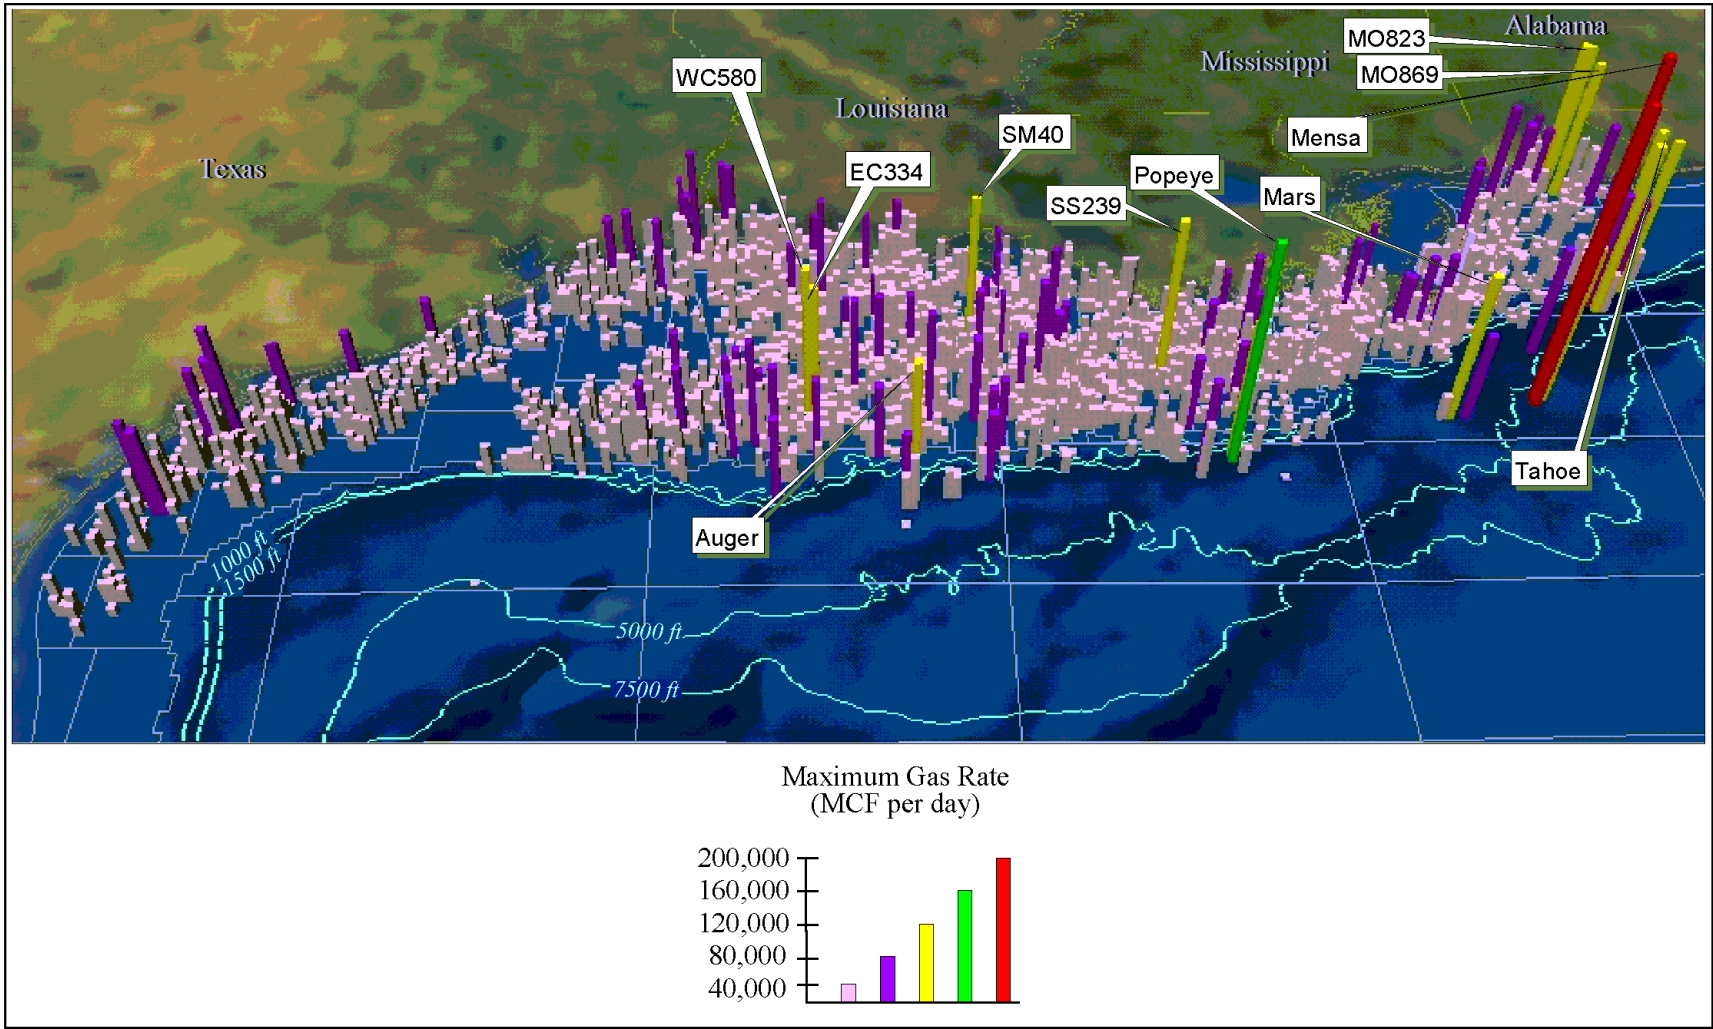 Alabama
MO823
Mississippi
MO869
WC580
Louisiana
SM40
Mensa
Texas
EC334
Popeye
Mars
SS239
Tahoe
Auger
1000 ft
1500 ft
5000 ft
7500 ft
Maximum Gas Rate
(MCF per day)
200,000
160,000
120,000
80,000
40,000